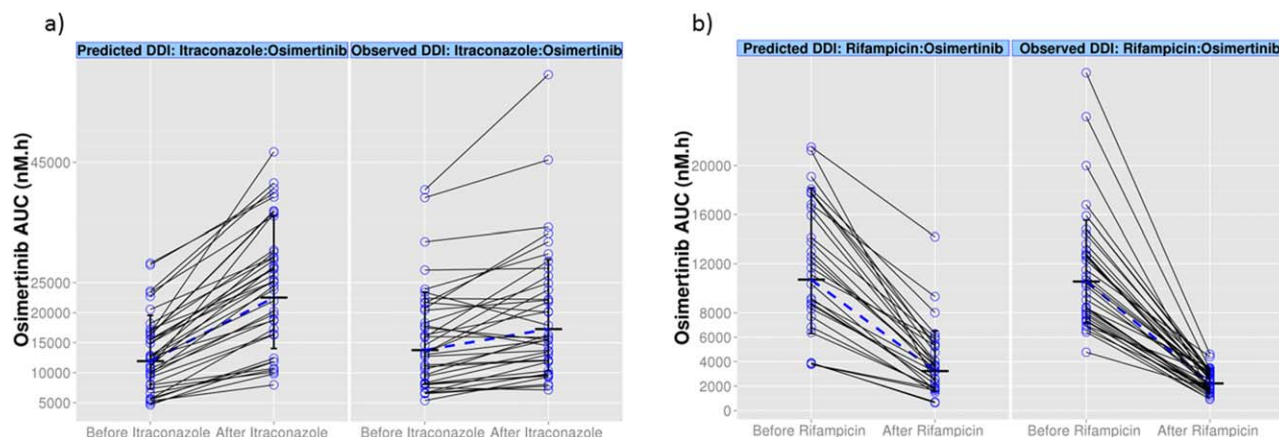 a)
Predicted DDI: Itraconazole:Osimertinib
Observed DDI: Itraconazole:Osimertinib
Osimertinib AUC (nM.h)
45000
25000
20000
15000
10000
5000
Before Itraconazole
After Itraconazole
Before Itraconazole
After Itraconazole
b)
Predicted DDI: Rifampicin:Osimertinib
Observed DDI: Rifampicin:Osimertinib
Osimertinib AUC (nM.h)
20000
16000
12000
8000
6000
4000
2000
0
Before Rifampicin
After Rifampicin
Before Rifampicin
After Rifampicin